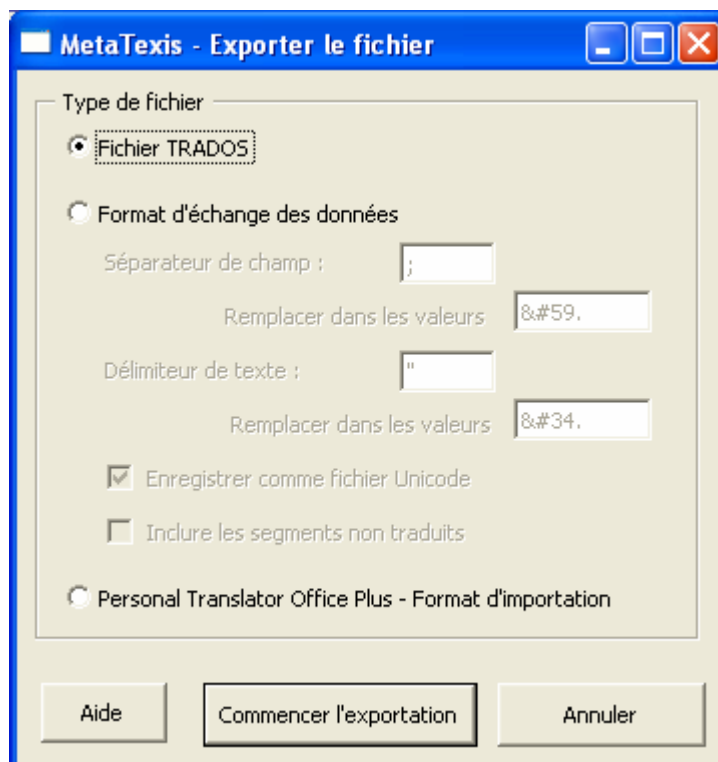 MetaTexis - Exporter le fichier
Type de fichier
Fichier TRADOS
Format d'échange des données
Séparateur de champ : ;
Remplacer dans les valeurs &#59.
Délimiteur de texte : "
Remplacer dans les valeurs &#34.
Enregistrer comme fichier Unicode
Inclure les segments non traduits
Personal Translator Office Plus - Format d'importation
Aide Commencer l'exportation Annuler